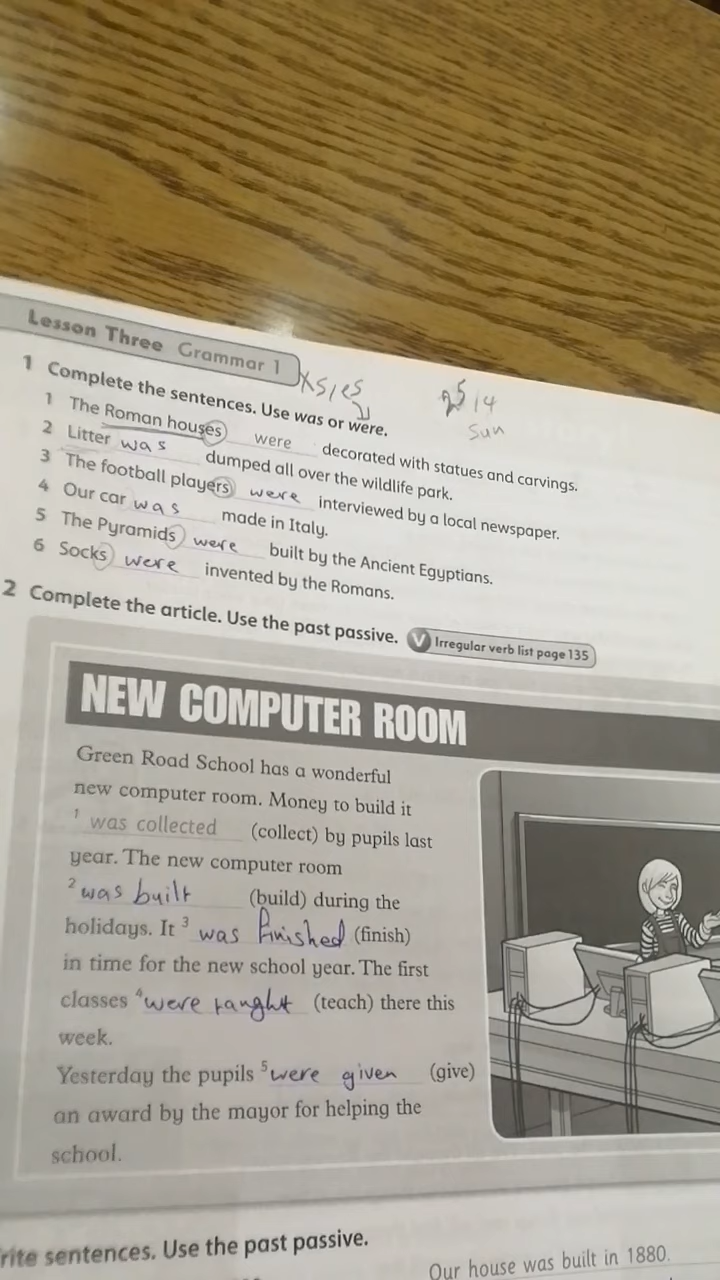 Lesson Three Grammar 1
XS/es
25 14
Sun
1 Complete the sentences. Use was or were.
1 The Roman houses were decorated with statues and carvings.
2 Litter was dumped all over the wildlife park.
3 The football players were interviewed by a local newspaper.
4 Our car was made in Italy.
5 The Pyramids were built by the Ancient Egyptians.
6 Socks were invented by the Romans.
2 Complete the article. Use the past passive. V Irregular verb list page 135
NEW COMPUTER ROOM
Green Road School has a wonderful
new computer room. Money to build it
1 was collected (collect) by pupils last
year. The new computer room
2 was built (build) during the
holidays. It 3 was finished (finish)
in time for the new school year. The first
classes 4 were taught (teach) there this
week.
Yesterday the pupils 5 were given (give)
an award by the mayor for helping the
school.
rite sentences. Use the past passive.
Our house was built in 1880.